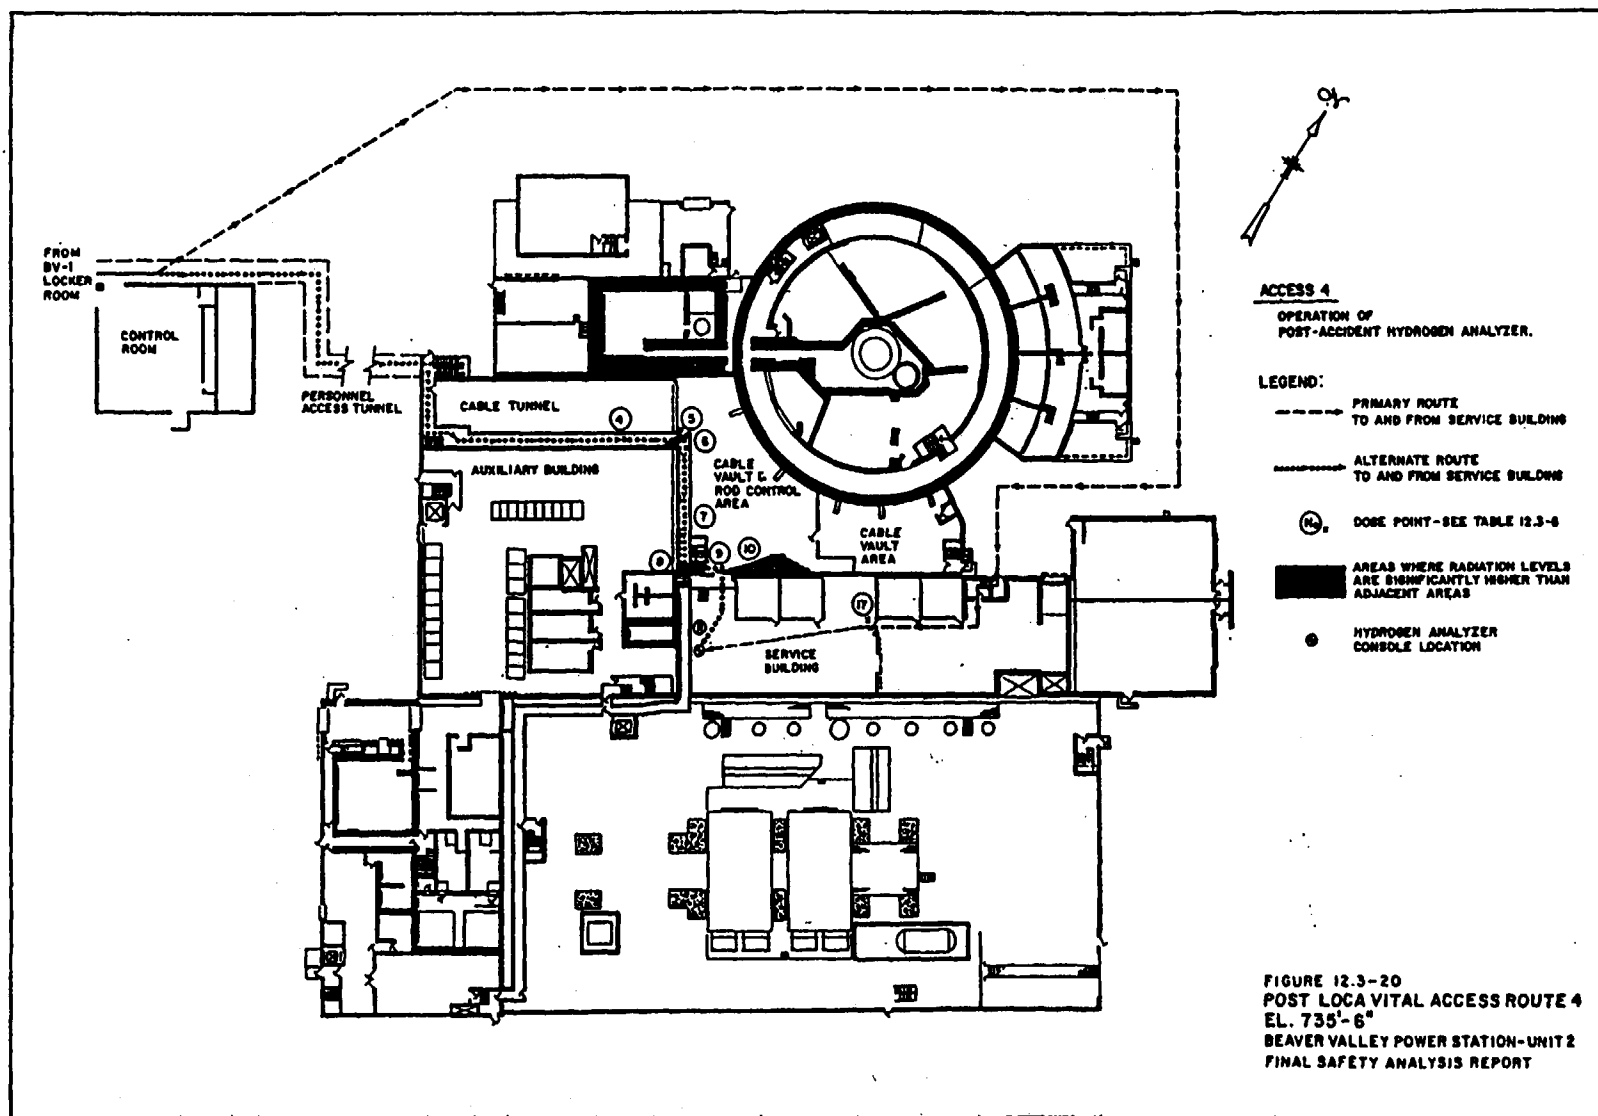 FROM
BV-1
LOCKER
ROOM
CONTROL
ROOM
PERSONNEL
ACCESS TUNNEL
CABLE TUNNEL
4
5
6
AUXILIARY BUILDING
CABLE
VAULT &
ROD CONTROL
AREA
7
8
9
10
CABLE
VAULT
AREA
17
SERVICE
BUILDING
ACCESS 4
OPERATION OF
POST-ACCIDENT HYDROGEN ANALYZER.
LEGEND:
PRIMARY ROUTE
TO AND FROM SERVICE BUILDING
ALTERNATE ROUTE
TO AND FROM SERVICE BUILDING
No. DOSE POINT-SEE TABLE 12.3-6
AREAS WHERE RADIATION LEVELS
ARE SIGNIFICANTLY HIGHER THAN
ADJACENT AREAS
HYDROGEN ANALYZER
CONSOLE LOCATION
FIGURE 12.3-20
POST LOCA VITAL ACCESS ROUTE 4
EL. 735'-6"
BEAVER VALLEY POWER STATION-UNIT 2
FINAL SAFETY ANALYSIS REPORT